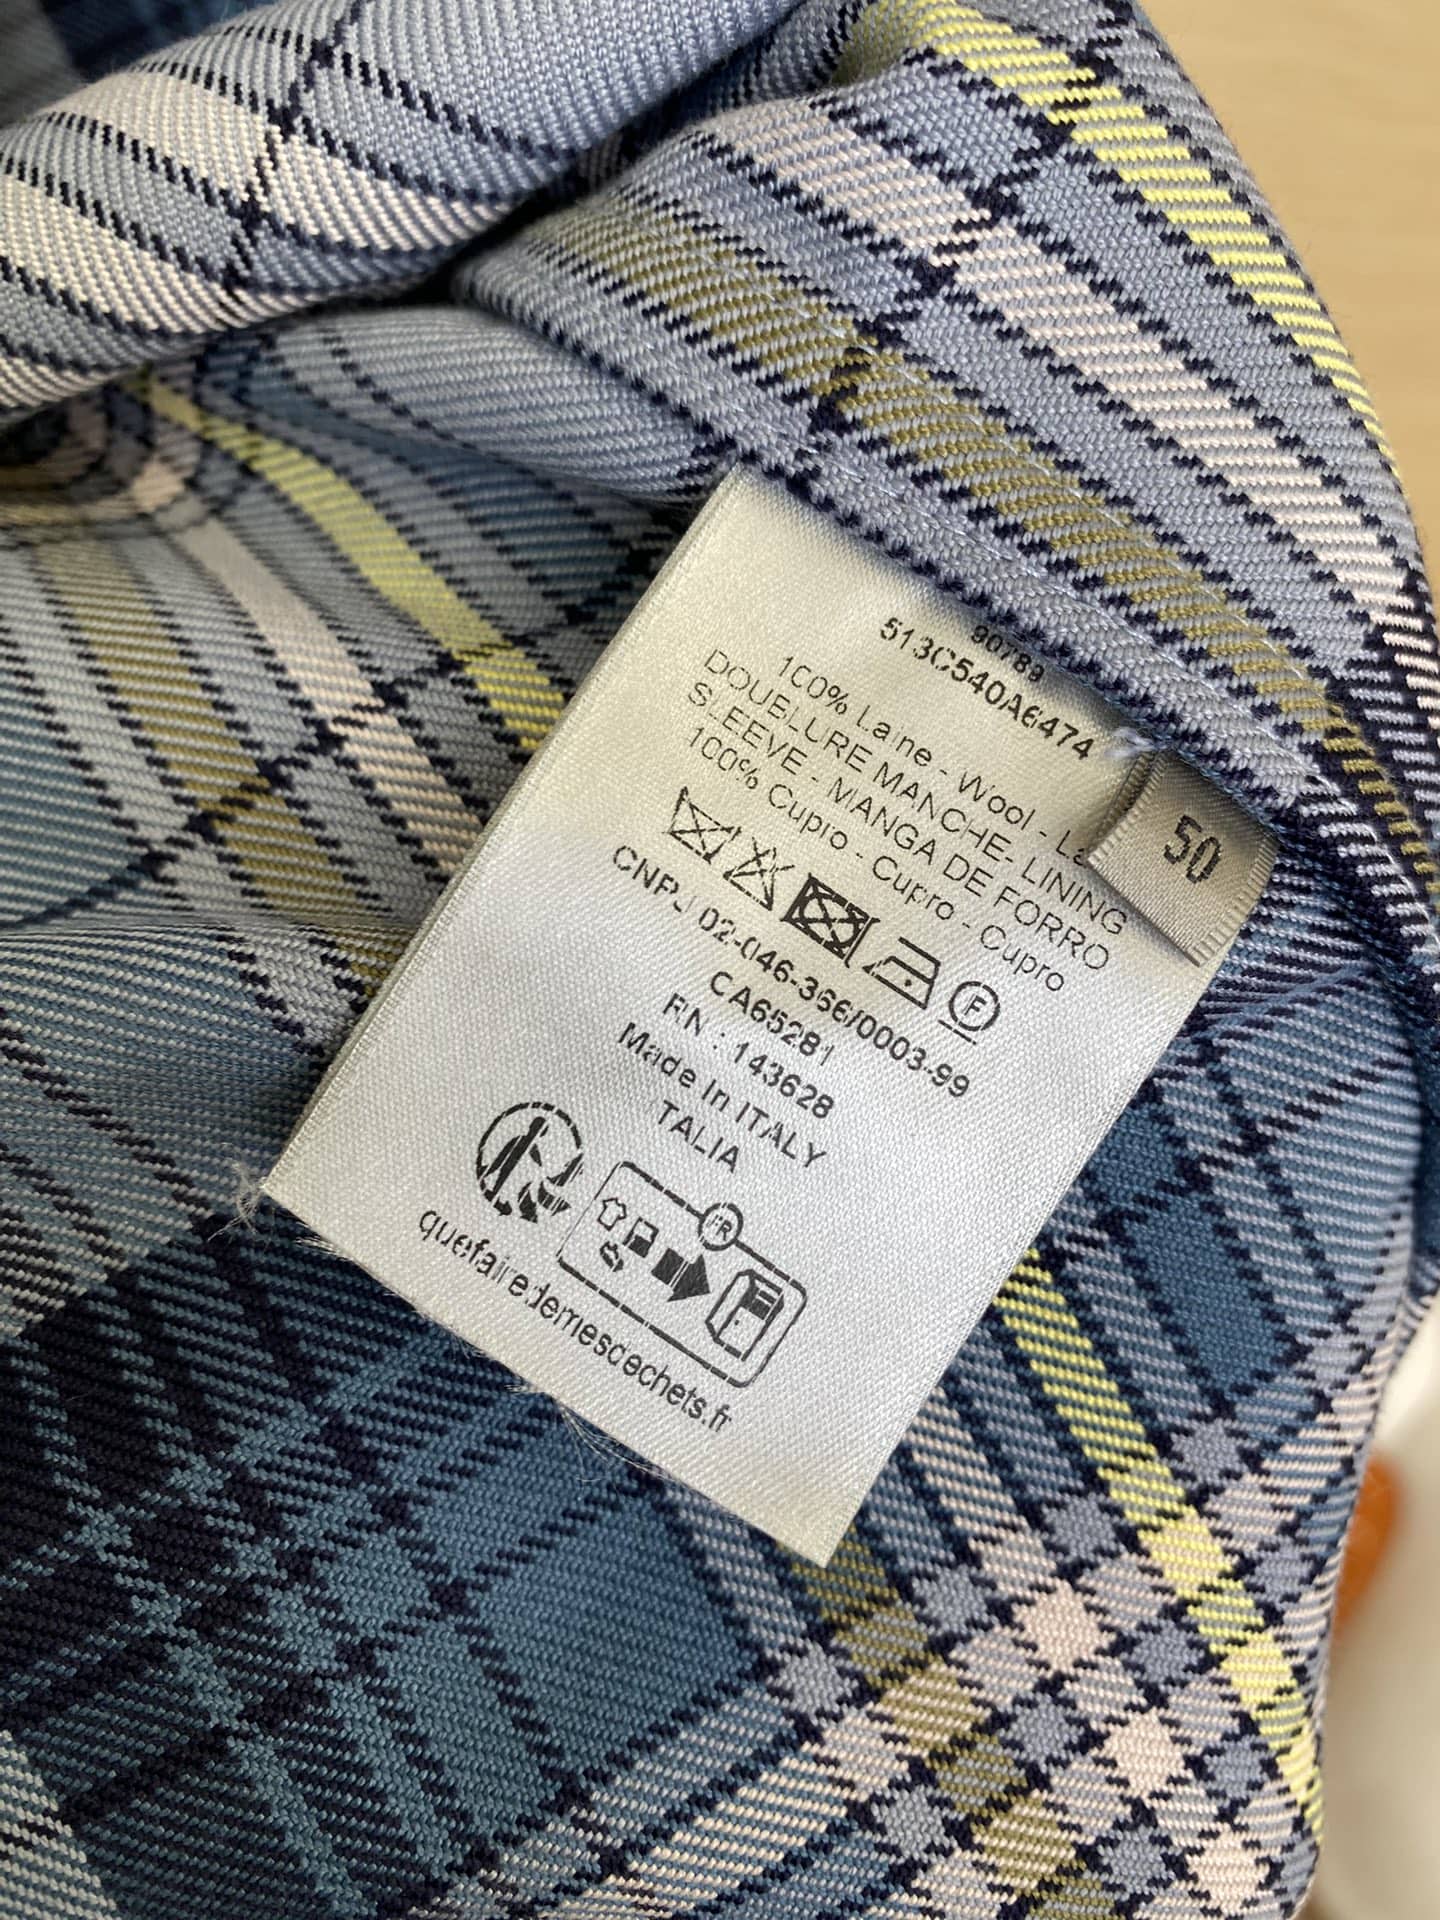 90789
513C540A6474
100% Laine - Wool - La
DOUBLURE MANCHE- LINING
SLEEVE - MANGA DE FORRO
100% Cupro - Cupro - Cupro
F
CNPJ 02-046-366/0003-99
CA65281
RN : 143628
Made in ITALY
TALIA
FR
quefairedemesdechets.fr
50